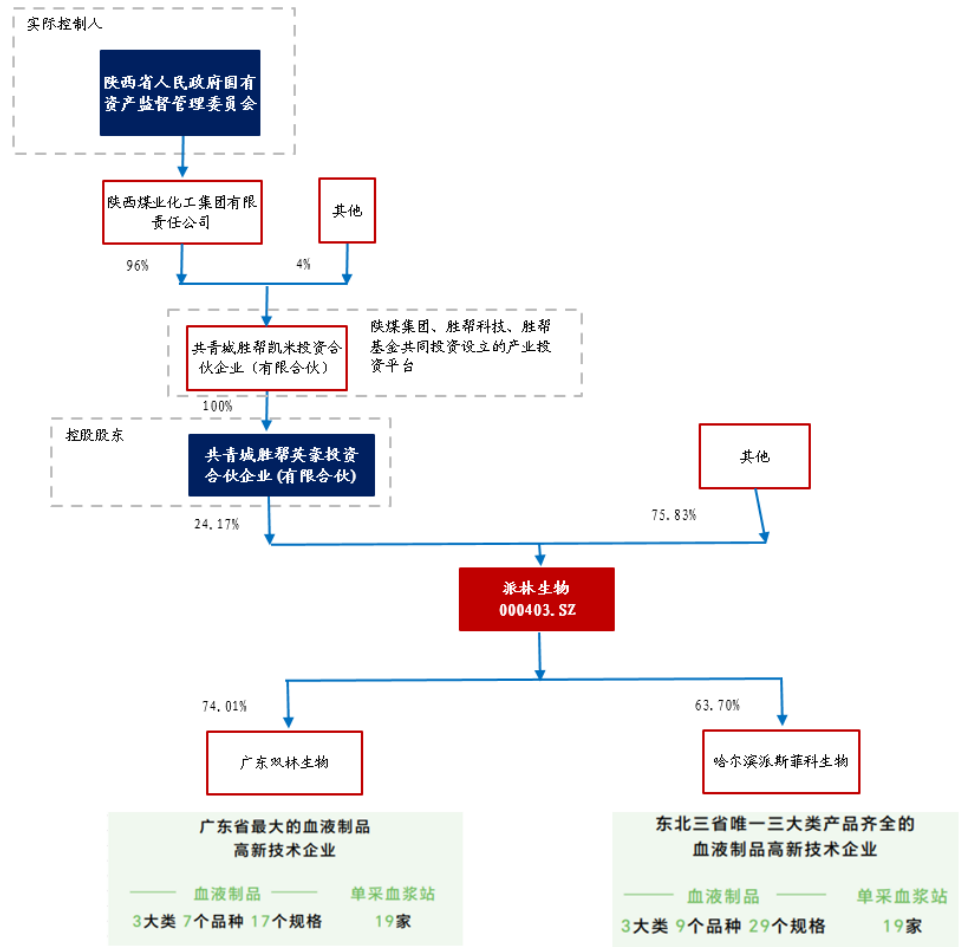 实际控制人
陕西省人民政府国有
资产监督管理委员会
陕西煤业化工集团有限
责任公司
其他
96%
4%
共青城胜帮凯米投资合
伙企业（有限合伙）
陕煤集团、胜帮科技、胜帮
基金共同投资设立的产业投
资平台
100%
控股股东
共青城胜帮英豪投资
合伙企业(有限合伙)
其他
24.17%
75.83%
派林生物
000403.SZ
74.01%
63.70%
广东双林生物
哈尔滨派斯菲科生物
广东省最大的血液制品
高新技术企业
血液制品 单采血浆站
3大类 7个品种 17个规格 19家
东北三省唯一三大类产品齐全的
血液制品高新技术企业
血液制品 单采血浆站
3大类 9个品种 29个规格 19家